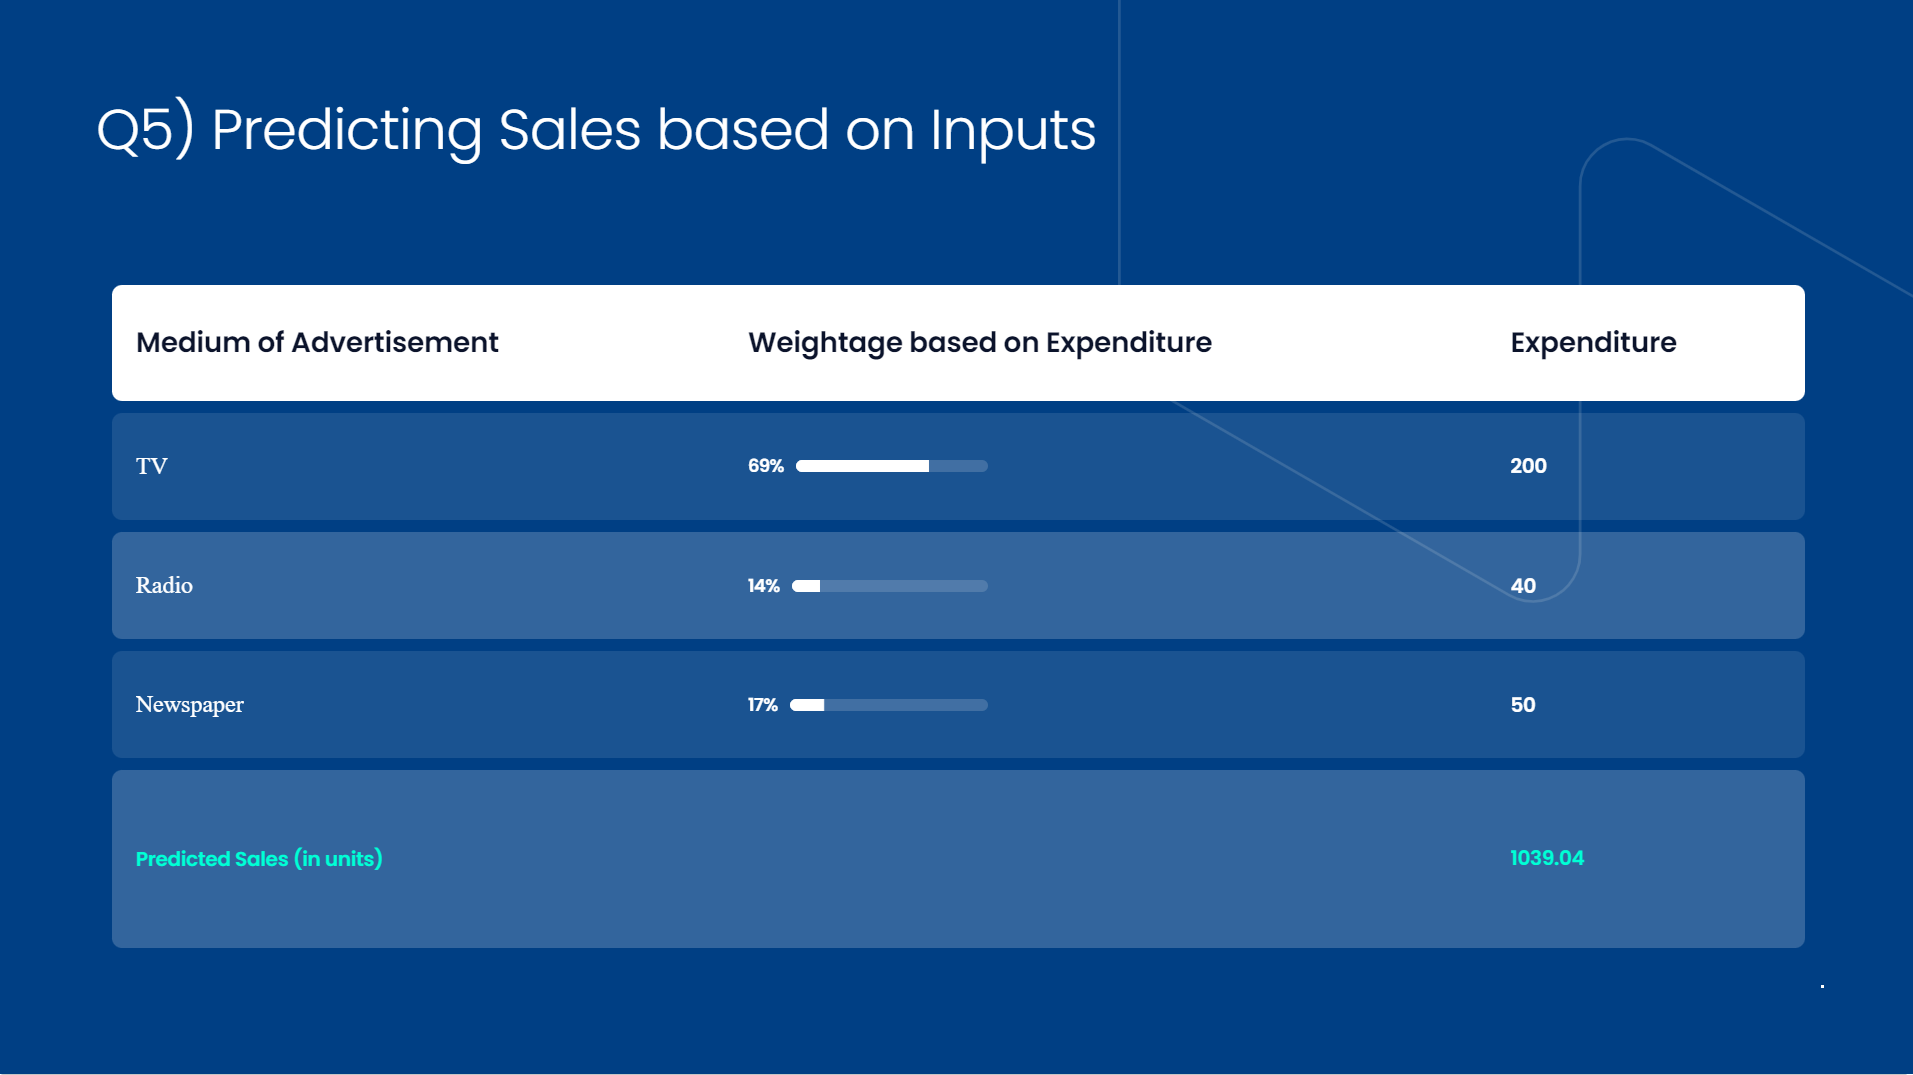 Q5) Predicting Sales based on Inputs
Medium of Advertisement Weightage based on Expenditure Expenditure
TV 69% 200
Radio 14% 40
Newspaper 17% 50
Predicted Sales (in units) 1039.04
.